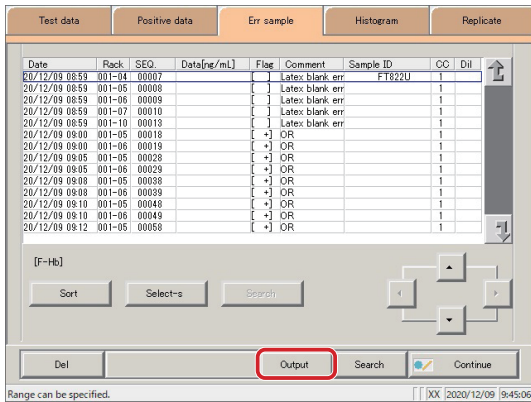 Test data Positive data Err sample Histogram Replicate
Date Rack SEQ. Data[ng/mL] Flag Comment Sample ID CC Dil
20/12/09 08:59 001-04 00007 [ ] Latex blank err FT822U 1
20/12/09 08:59 001-05 00008 [ ] Latex blank err 1
20/12/09 08:59 001-06 00009 [ ] Latex blank err 1
20/12/09 08:59 001-07 00010 [ ] Latex blank err 1
20/12/09 08:59 001-10 00013 [ ] Latex blank err 1
20/12/09 09:00 001-05 00018 [ +] OR 1
20/12/09 09:00 001-06 00019 [ +] OR 1
20/12/09 09:05 001-05 00028 [ +] OR 1
20/12/09 09:05 001-06 00029 [ +] OR 1
20/12/09 09:08 001-05 00038 [ +] OR 1
20/12/09 09:08 001-06 00039 [ +] OR 1
20/12/09 09:10 001-05 00048 [ +] OR 1
20/12/09 09:10 001-06 00049 [ +] OR 1
20/12/09 09:12 001-05 00058 [ +] OR 1
[F-Hb]
Sort Select-s Search
Del Output Search Continue
Range can be specified. XX 2020/12/09 9:45:06